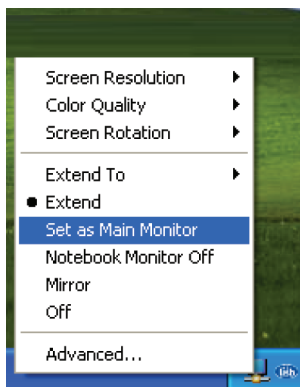 Screen Resolution
Color Quality
Screen Rotation
Extend To
Extend
Set as Main Monitor
Notebook Monitor Off
Mirror
Off
Advanced...